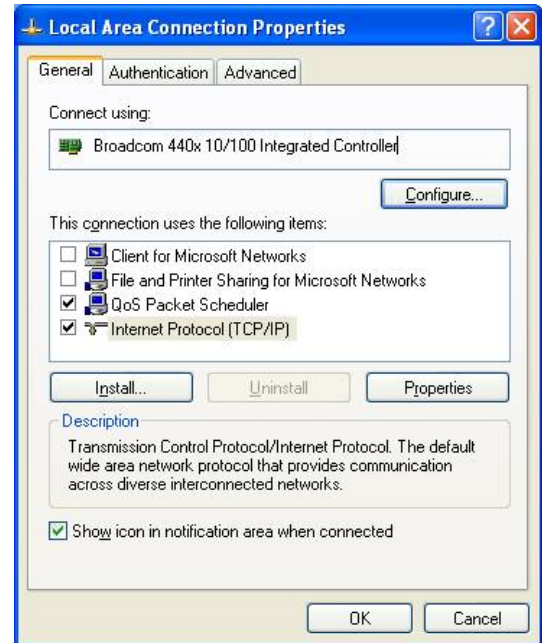 Local Area Connection Properties
General Authentication Advanced
Connect using:
Broadcom 440x 10/100 Integrated Controller
Configure...
This connection uses the following items:
Client for Microsoft Networks
File and Printer Sharing for Microsoft Networks
QoS Packet Scheduler
Internet Protocol (TCP/IP)
Install... Uninstall Properties
Description
Transmission Control Protocol/Internet Protocol. The default
wide area network protocol that provides communication
across diverse interconnected networks.
Show icon in notification area when connected
OK Cancel